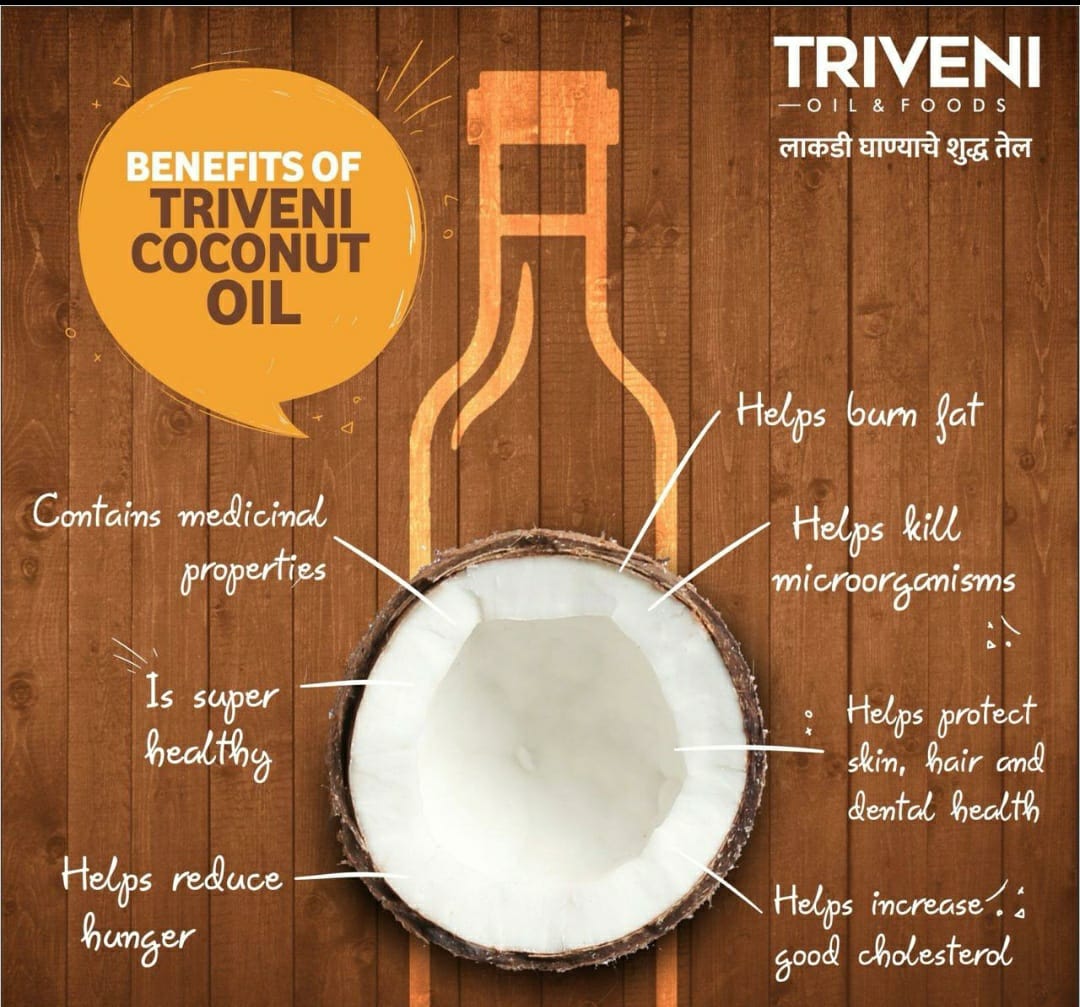 TRIVENI
OIL & FOODS
लाकडी घाण्याचे शुद्ध तेल
BENEFITS OF
TRIVENI
COCONUT
OIL
Helps burn fat
Contains medicinal
properties
Helps kill
microorganisms
Is super
healthy
Helps protect
skin, hair and
dental health
Helps reduce
hunger
Helps increase
good cholesterol